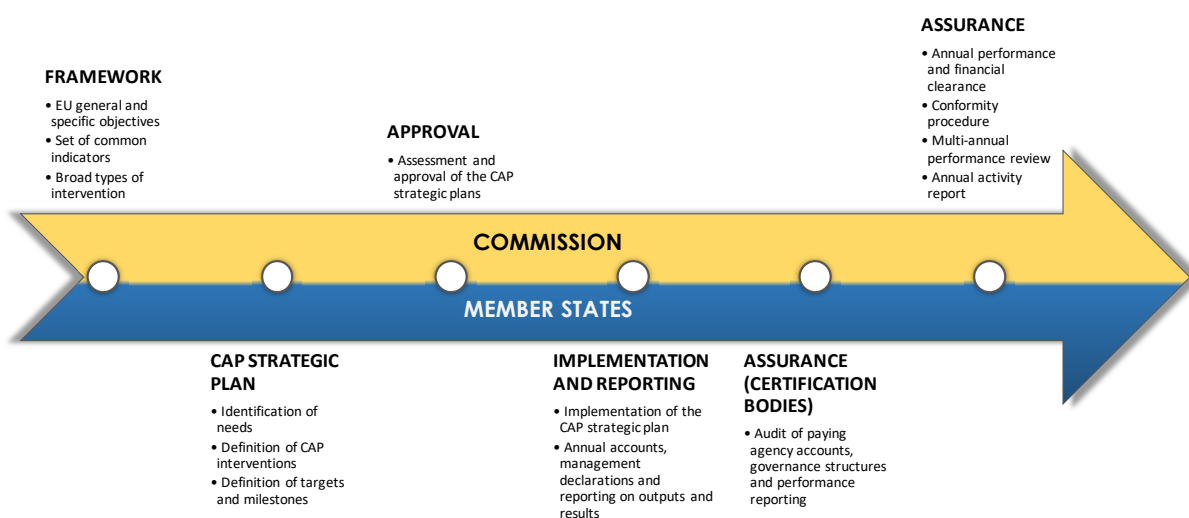 FRAMEWORK
• EU general and
specific objectives
• Set of common
indicators
• Broad types of
intervention
APPROVAL
• Assessment and
approval of the CAP
strategic plans
ASSURANCE
• Annual performance
and financial
clearance
• Conformity
procedure
• Multi-annual
performance review
• Annual activity
report
COMMISSION
MEMBER STATES
CAP STRATEGIC
PLAN
• Identification of
needs
• Definition of CAP
interventions
• Definition of targets
and milestones
IMPLEMENTATION
AND REPORTING
• Implementation of the
CAP strategic plan
• Annual accounts,
management
declarations and
reporting on outputs and
results
ASSURANCE
(CERTIFICATION
BODIES)
• Audit of paying
agency accounts,
governance structures
and performance
reporting